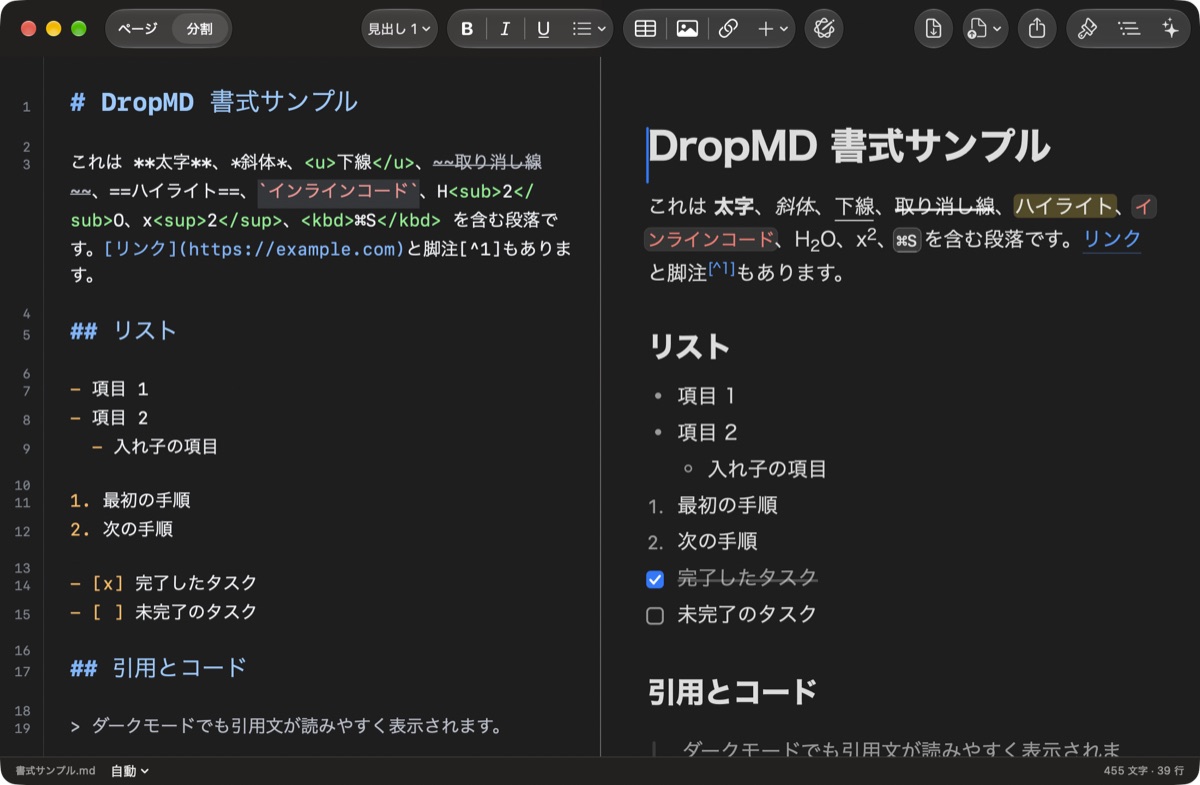 ページ 分割 見出し 1 B I U
1 # DropMD 書式サンプル
2
3 これは **太字**、*斜体*、<u>下線</u>、~~取り消し線
~~、==ハイライト==、`インラインコード`、H<sub>2</
sub>O、x<sup>2</sup>、<kbd>⌘S</kbd> を含む段落で
す。[リンク](https://example.com)と脚注[^1]もありま
す。
4
5 ## リスト
6
7 - 項目 1
8 - 項目 2
9 - 入れ子の項目
10
11 1. 最初の手順
12 2. 次の手順
13
14 - [x] 完了したタスク
15 - [ ] 未完了のタスク
16
17 ## 引用とコード
18
19 > ダークモードでも引用文が読みやすく表示されます。
DropMD 書式サンプル
これは 太字、斜体、下線、取り消し線、ハイライト、イ
ンラインコード、H₂O、x²、⌘S を含む段落です。リンク
と脚注[^1]もあります。
リスト
• 項目 1
• 項目 2
◦ 入れ子の項目
1. 最初の手順
2. 次の手順
完了したタスク
未完了のタスク
引用とコード
ダークモードでも引用文が読みやすく表示されま
書式サンプル.md 自動 455 文字 · 39 行